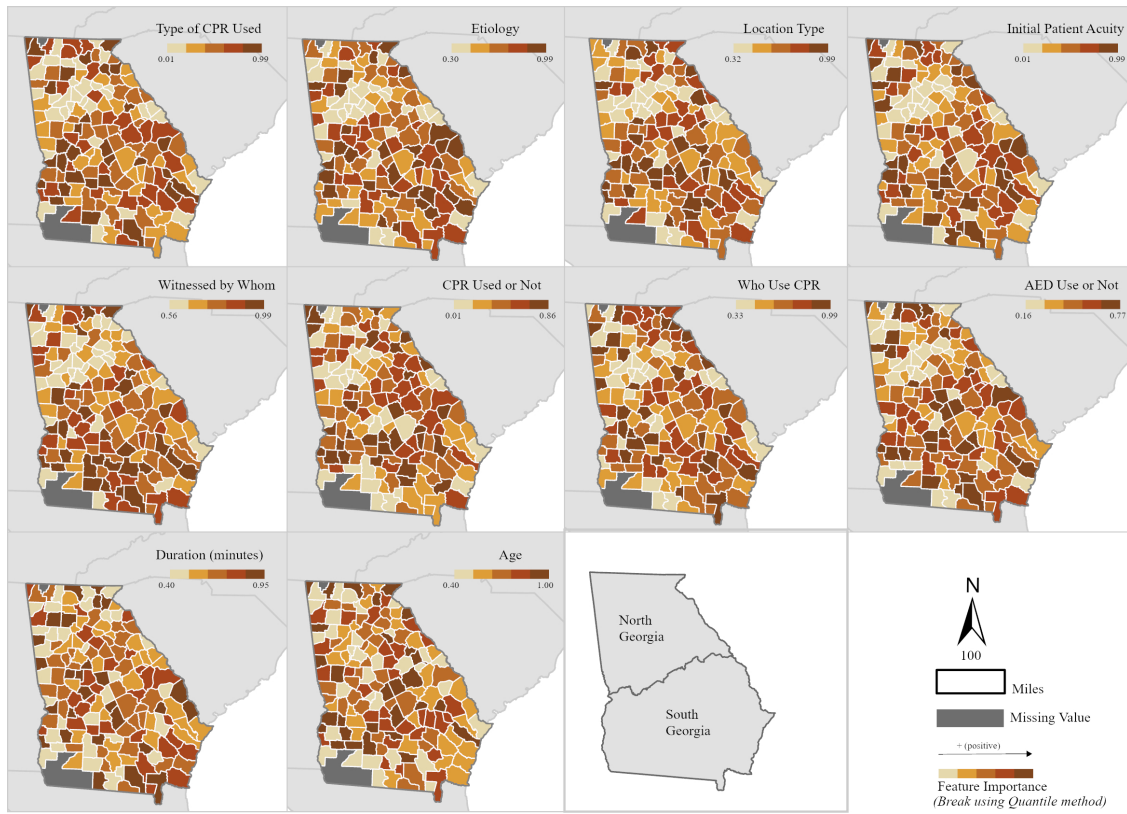 Type of CPR Used
0.01 0.99
Etiology
0.30 0.99
Location Type
0.32 0.99
Initial Patient Acuity
0.01 0.99
Witnessed by Whom
0.56 0.99
CPR Used or Not
0.01 0.86
Who Use CPR
0.33 0.99
AED Use or Not
0.16 0.77
Duration (minutes)
0.40 0.95
Age
0.40 1.00
North
Georgia
South
Georgia
N
100
Miles
Missing Value
+ (positive)
Feature Importance
(Break using Quantile method)